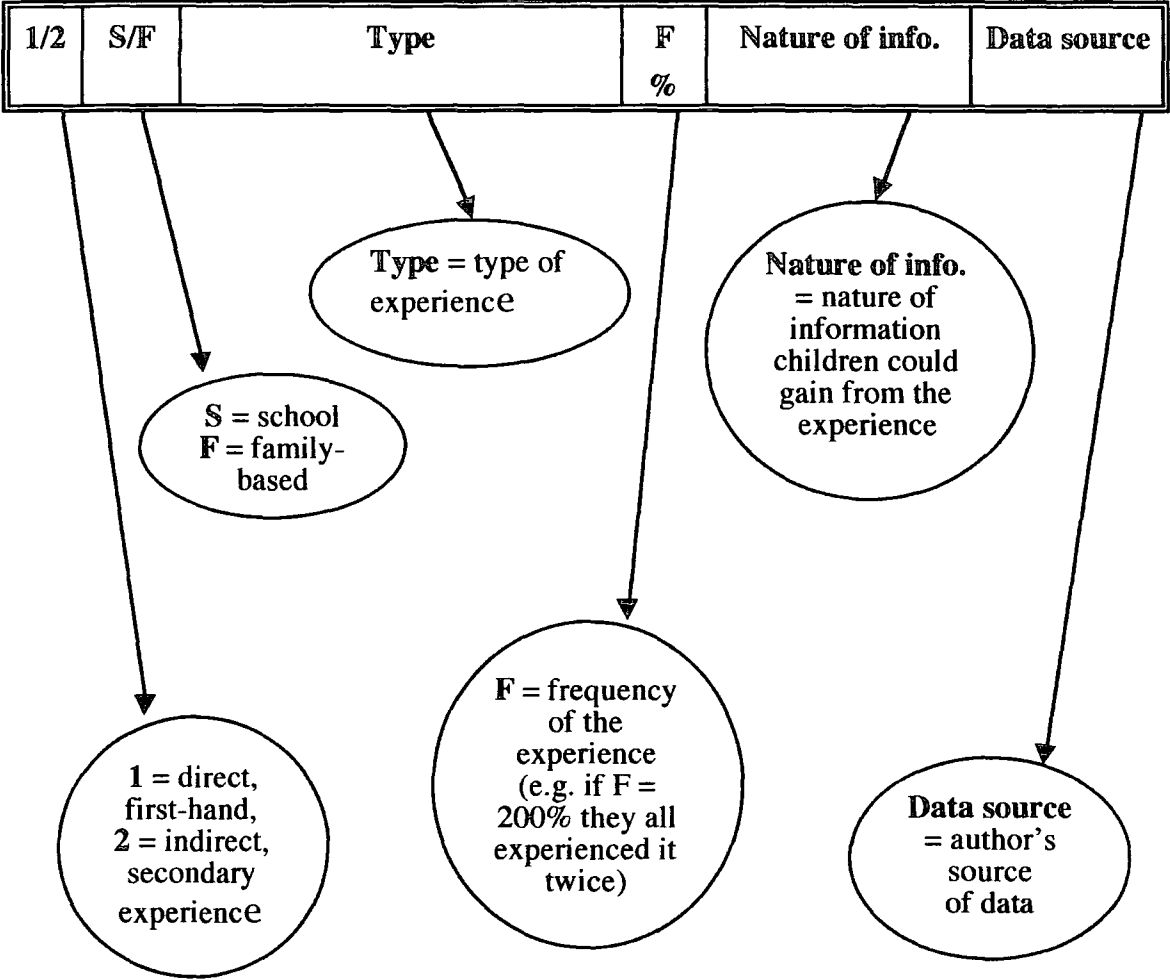 1/2 S/F Type F Nature of info. Data source
%
Type = type of
experience
Nature of info.
= nature of
information
children could
gain from the
experience
S = school
F = family-
based
F = frequency
of the
experience
(e.g. if F =
200% they all
experienced it
twice)
1 = direct,
first-hand,
2 = indirect,
secondary
experience
Data source
= author's
source
of data